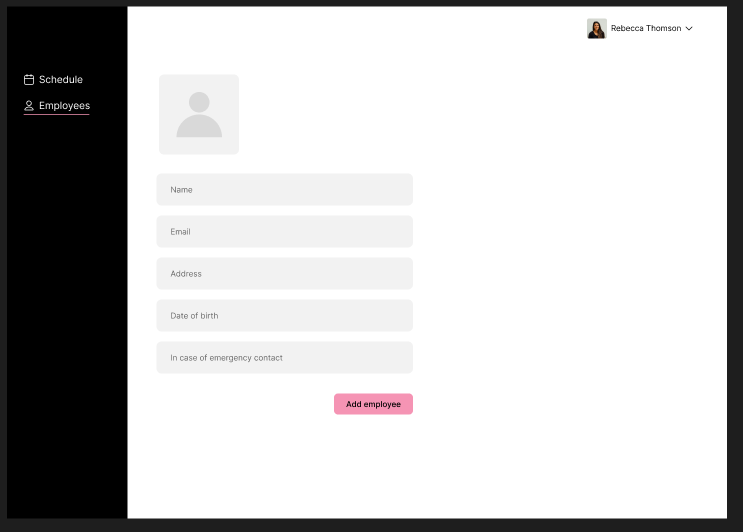 Rebecca Thomson
Schedule
Employees
Name
Email
Address
Date of birth
In case of emergency contact
Add employee